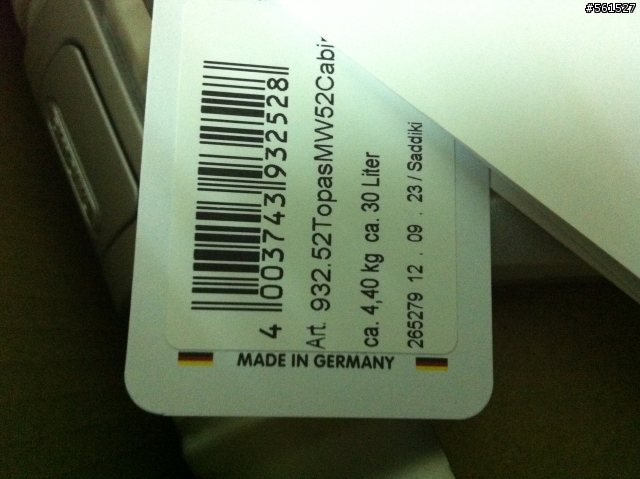 #561527
4 003743 932528
Art. 932.52TopasMW52Cabi
ca. 4,40 kg ca. 30 Liter
265279 12 . 09 . 23 / Saddiki
MADE IN GERMANY